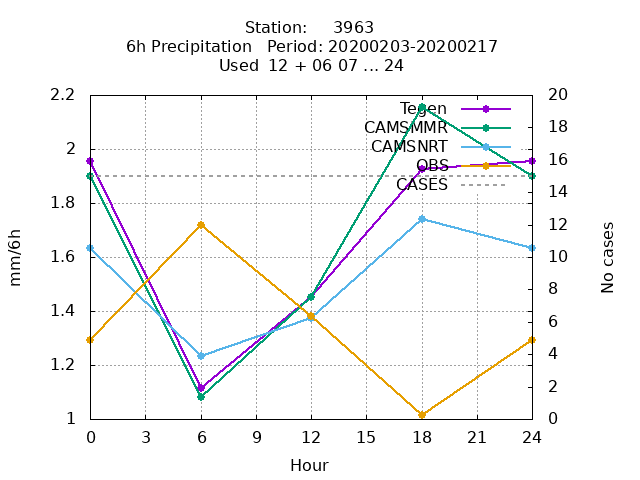 Station:     3963
6h Precipitation   Period: 20200203-20200217
Used  12 + 06 07 ... 24
2.2
2
1.8
1.6
1.4
1.2
1
mm/6h
20
18
16
14
12
10
8
6
4
2
0
No cases
Tegen
CAMSMMR
CAMSNRT
OBS
CASES
0 3 6 9 12 15 18 21 24
Hour